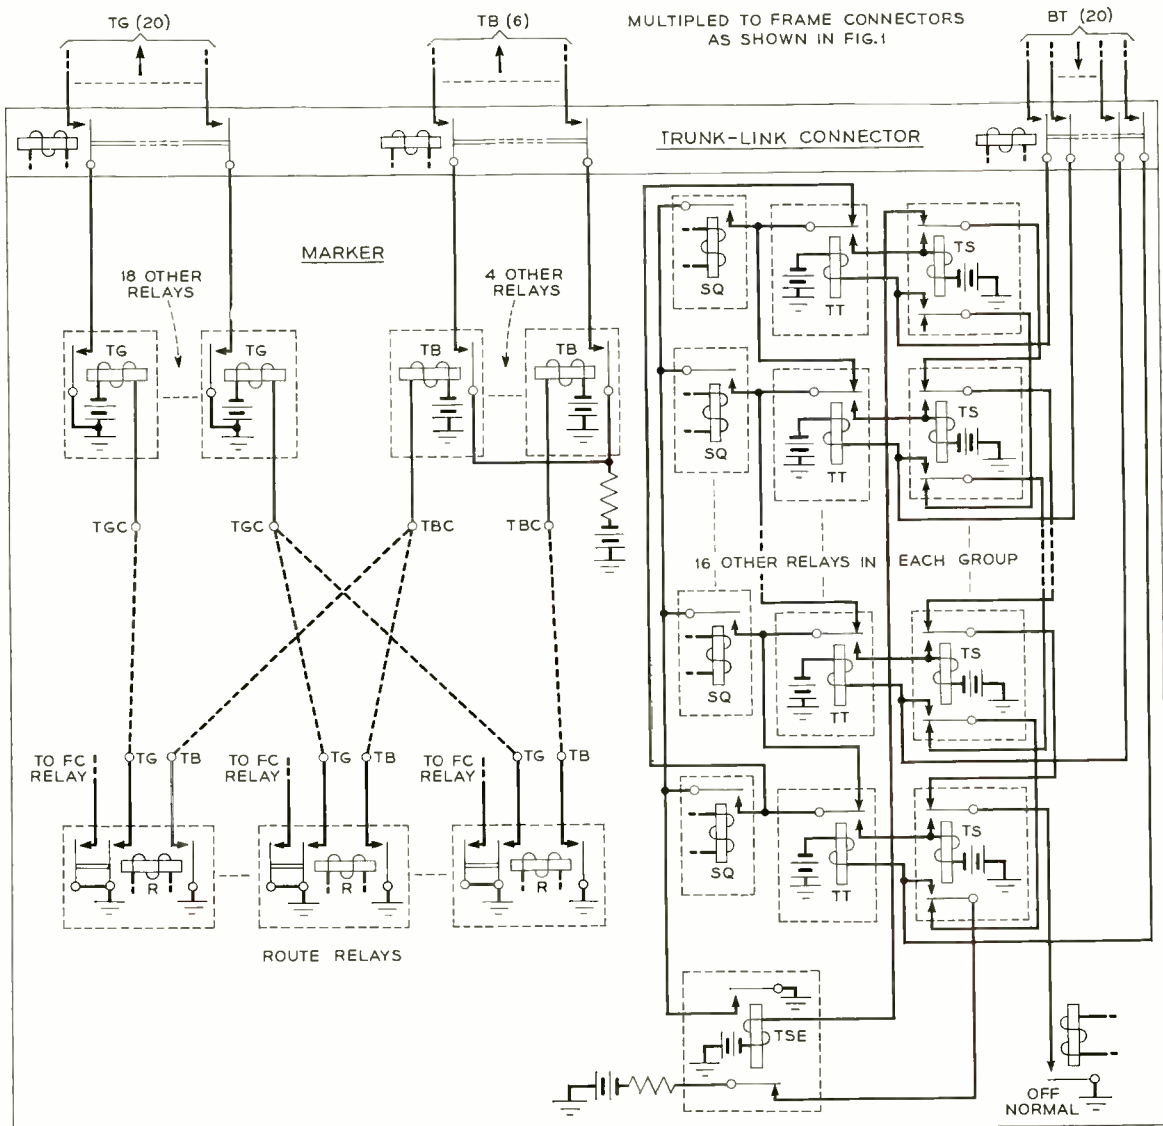 TG (20)
TB (6)
MULTIPLED TO FRAME CONNECTORS
AS SHOWN IN FIG.1
BT (20)
TRUNK-LINK CONNECTOR
MARKER
18 OTHER
RELAYS
4 OTHER
RELAYS
TG
TG
TB
TB
SQ
TT
TS
SQ
TT
TS
TGC
TGC
TBC
TBC
16 OTHER RELAYS IN EACH GROUP
SQ
TT
TS
TO FC
RELAY
TG
TB
TO FC
RELAY
TG
TB
TO FC
RELAY
TG
TB
SQ
TT
TS
R
R
R
ROUTE RELAYS
TSE
OFF
NORMAL